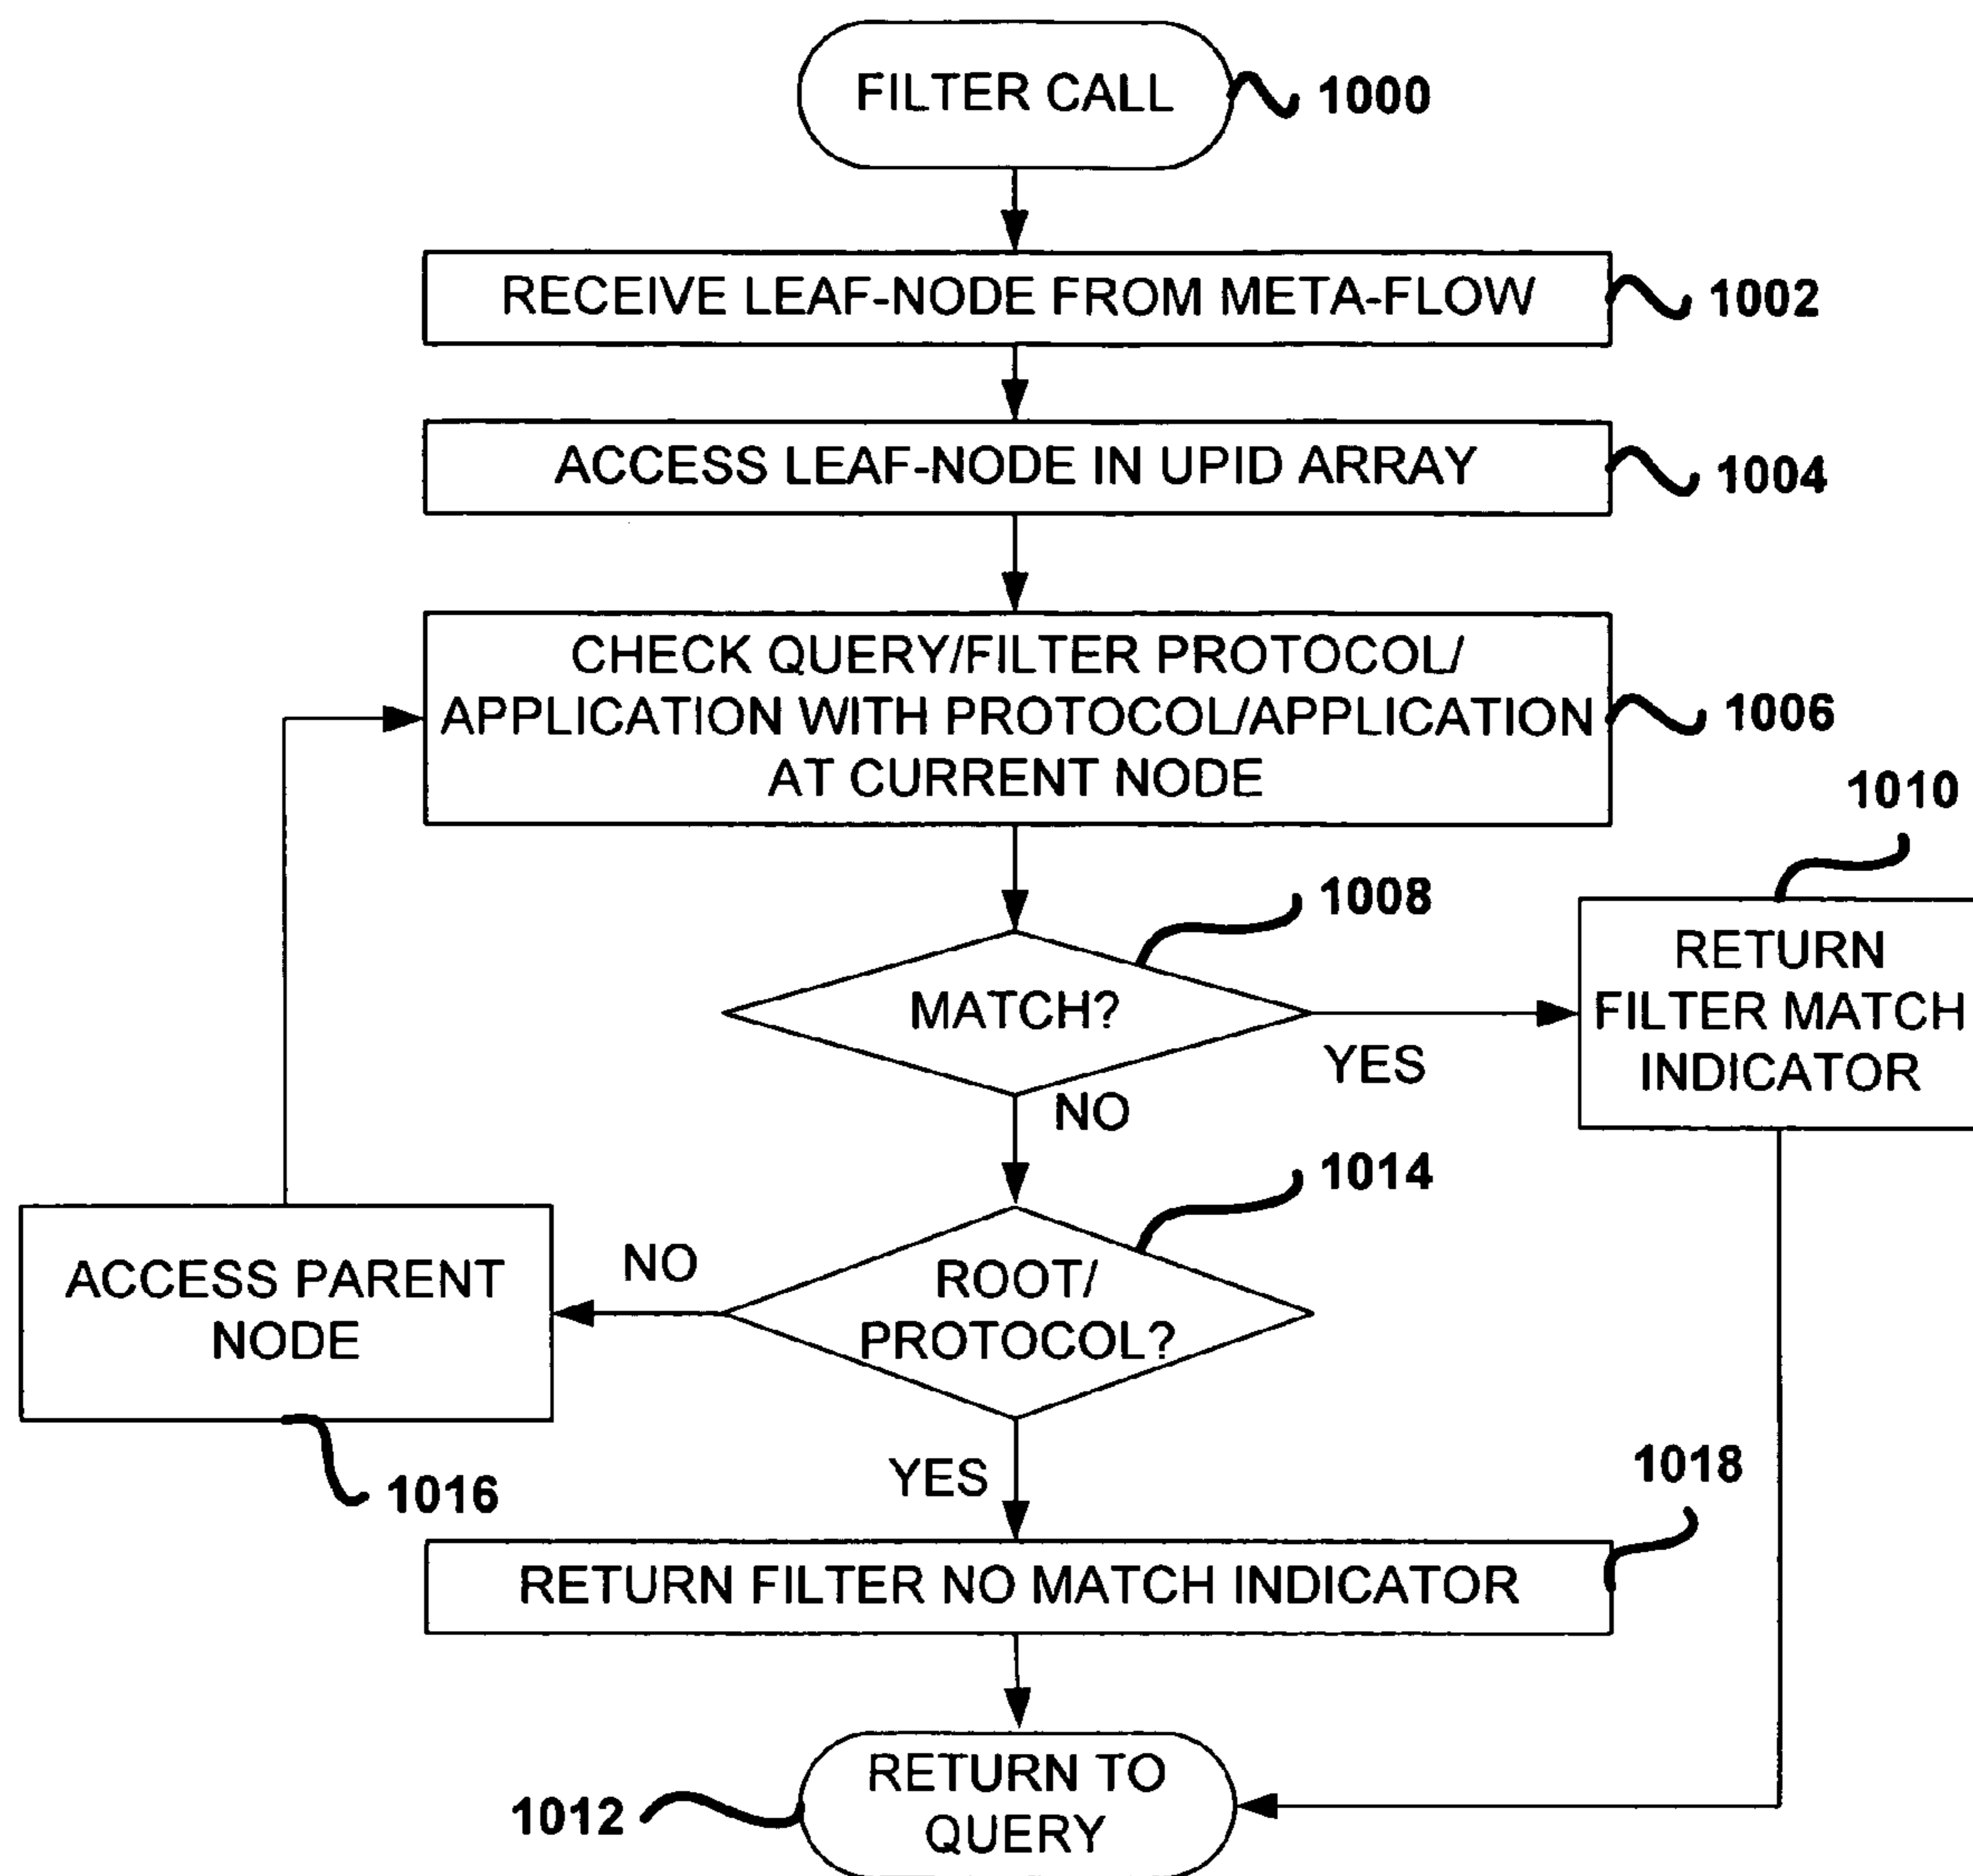 FILTER CALL
1000
RECEIVE LEAF-NODE FROM META-FLOW
1002
ACCESS LEAF-NODE IN UPID ARRAY
1004
CHECK QUERY/FILTER PROTOCOL/
APPLICATION WITH PROTOCOL/APPLICATION
AT CURRENT NODE
1006
1010
1008
RETURN
FILTER MATCH
INDICATOR
MATCH?
YES
NO
1014
ACCESS PARENT
NODE
NO
ROOT/
PROTOCOL?
1016
YES
1018
RETURN FILTER NO MATCH INDICATOR
1012
RETURN TO
QUERY